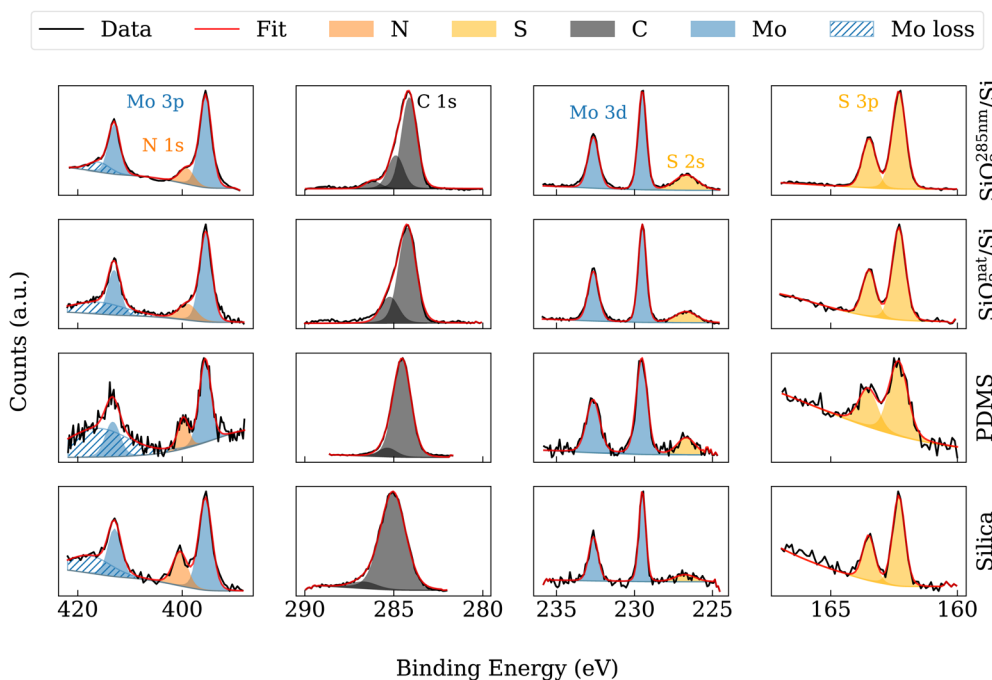 Data Fit N S C Mo Mo loss
Mo 3p
N 1s
C 1s
Mo 3d
S 2s
S 3p
SiO₂²⁸⁵ⁿᵐ/Si
SiO₂ⁿᵃᵗ/Si
PDMS
Silica
Counts (a.u.)
420 400
290 285 280
235 230 225
165 160
Binding Energy (eV)